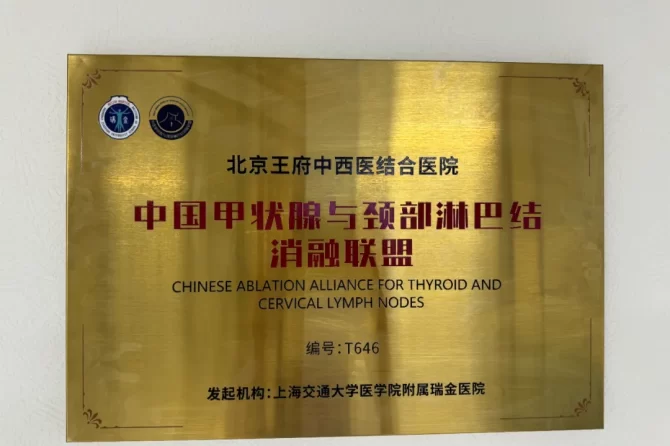 北京王府中西医结合医院
中国甲状腺与颈部淋巴结
消融联盟
CHINESE ABLATION ALLIANCE FOR THYROID AND
CERVICAL LYMPH NODES
编号：T646
发起机构：上海交通大学医学院附属瑞金医院